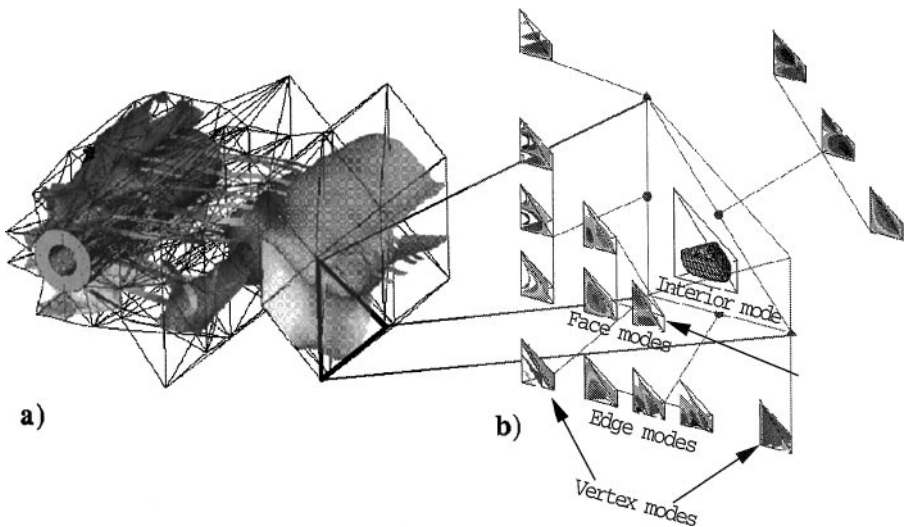 Interior mode
Face modes
a)
b)
Edge modes
Vertex modes